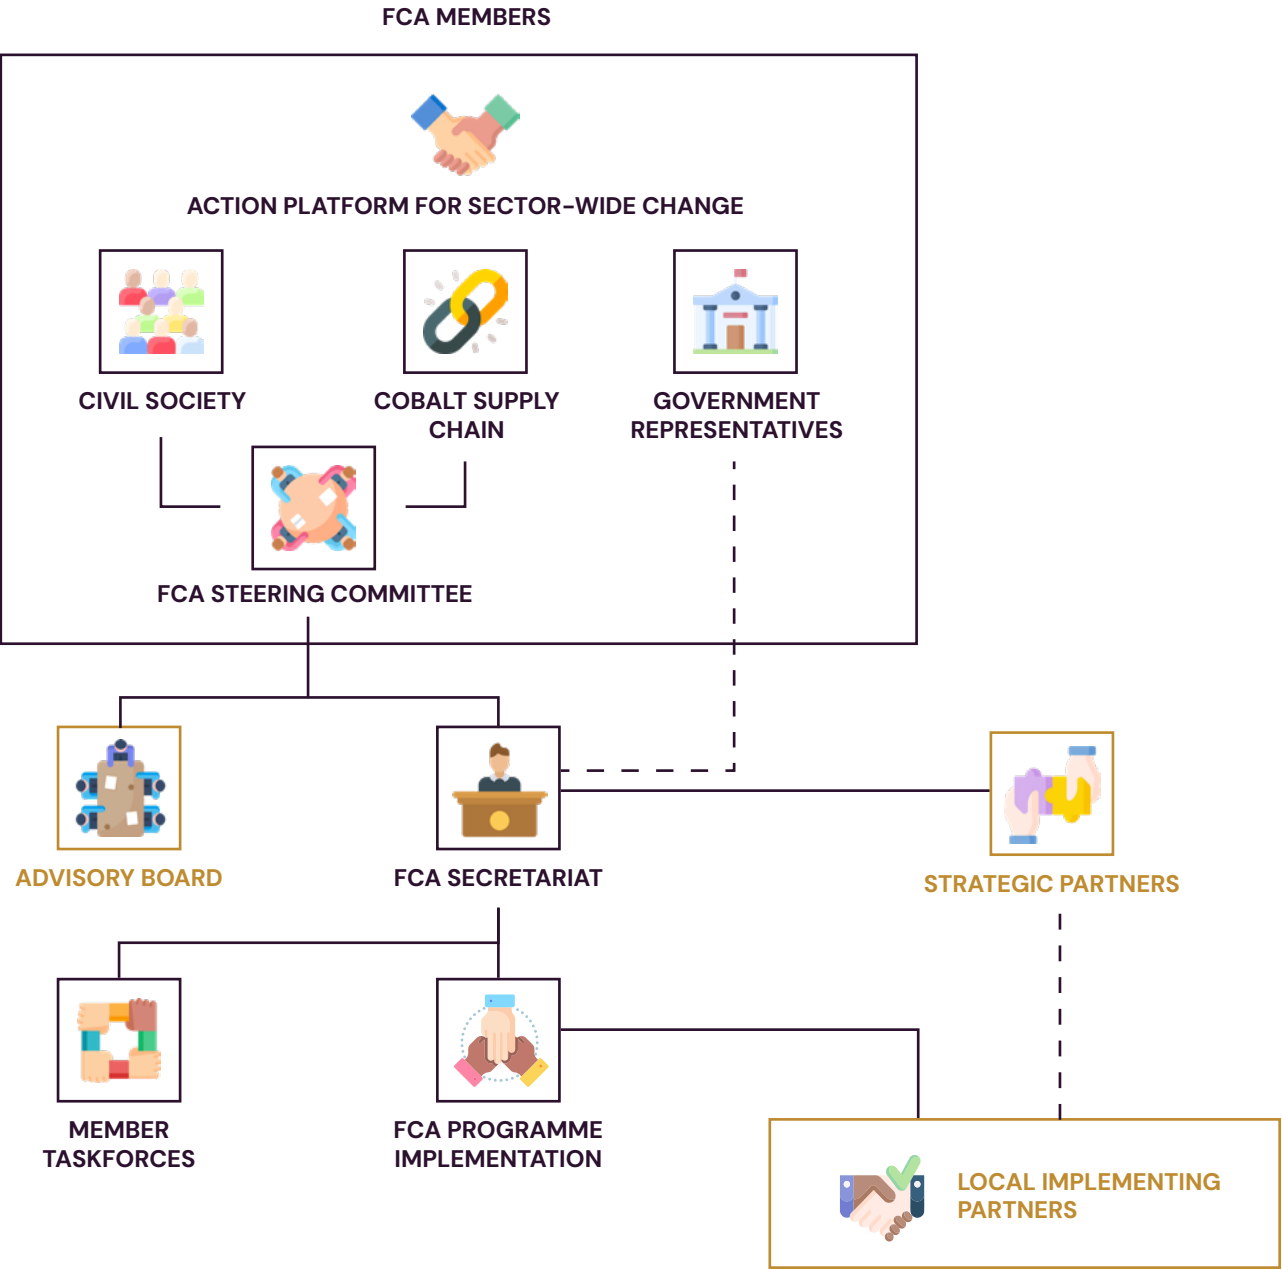 FCA MEMBERS
ACTION PLATFORM FOR SECTOR-WIDE CHANGE
CIVIL SOCIETY
COBALT SUPPLY
CHAIN
GOVERNMENT
REPRESENTATIVES
FCA STEERING COMMITTEE
ADVISORY BOARD
FCA SECRETARIAT
STRATEGIC PARTNERS
MEMBER
TASKFORCES
FCA PROGRAMME
IMPLEMENTATION
LOCAL IMPLEMENTING
PARTNERS